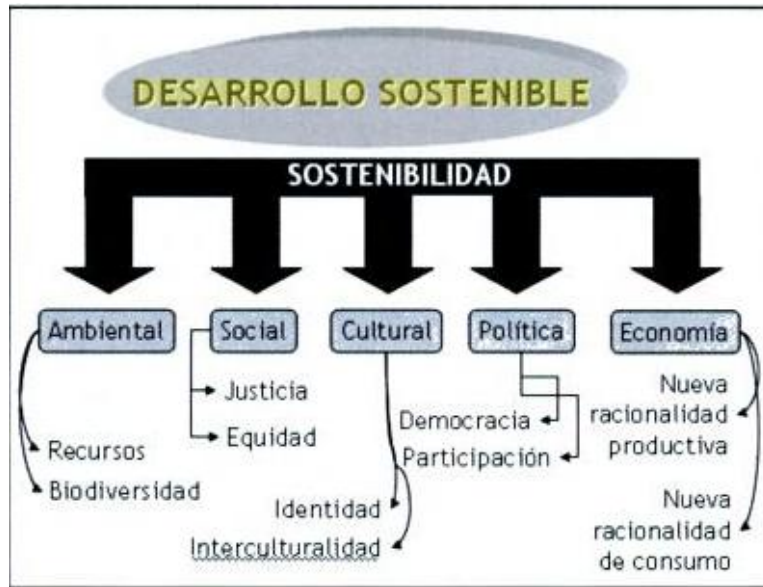 DESARROLLO SOSTENIBLE
SOSTENIBILIDAD
Ambiental
Social
Cultural
Política
Economía
Recursos
Biodiversidad
Justicia
Equidad
Identidad
Interculturalidad
Democracia
Participación
Nueva
racionalidad
productiva
Nueva
racionalidad
de consumo